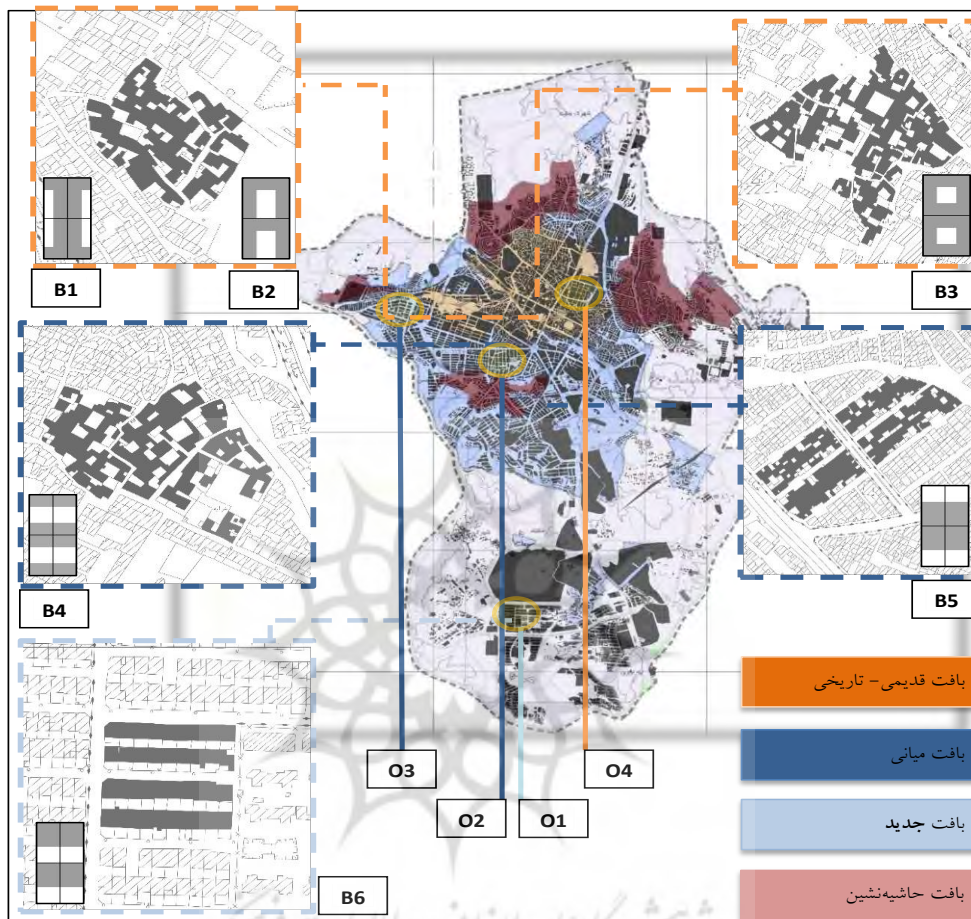 B1
B2
B3
B4
B5
B6
O3
O4
O2
O1
بافت قدیمی- تاریخی
بافت میانی
بافت جدید
بافت حاشیه‌نشین